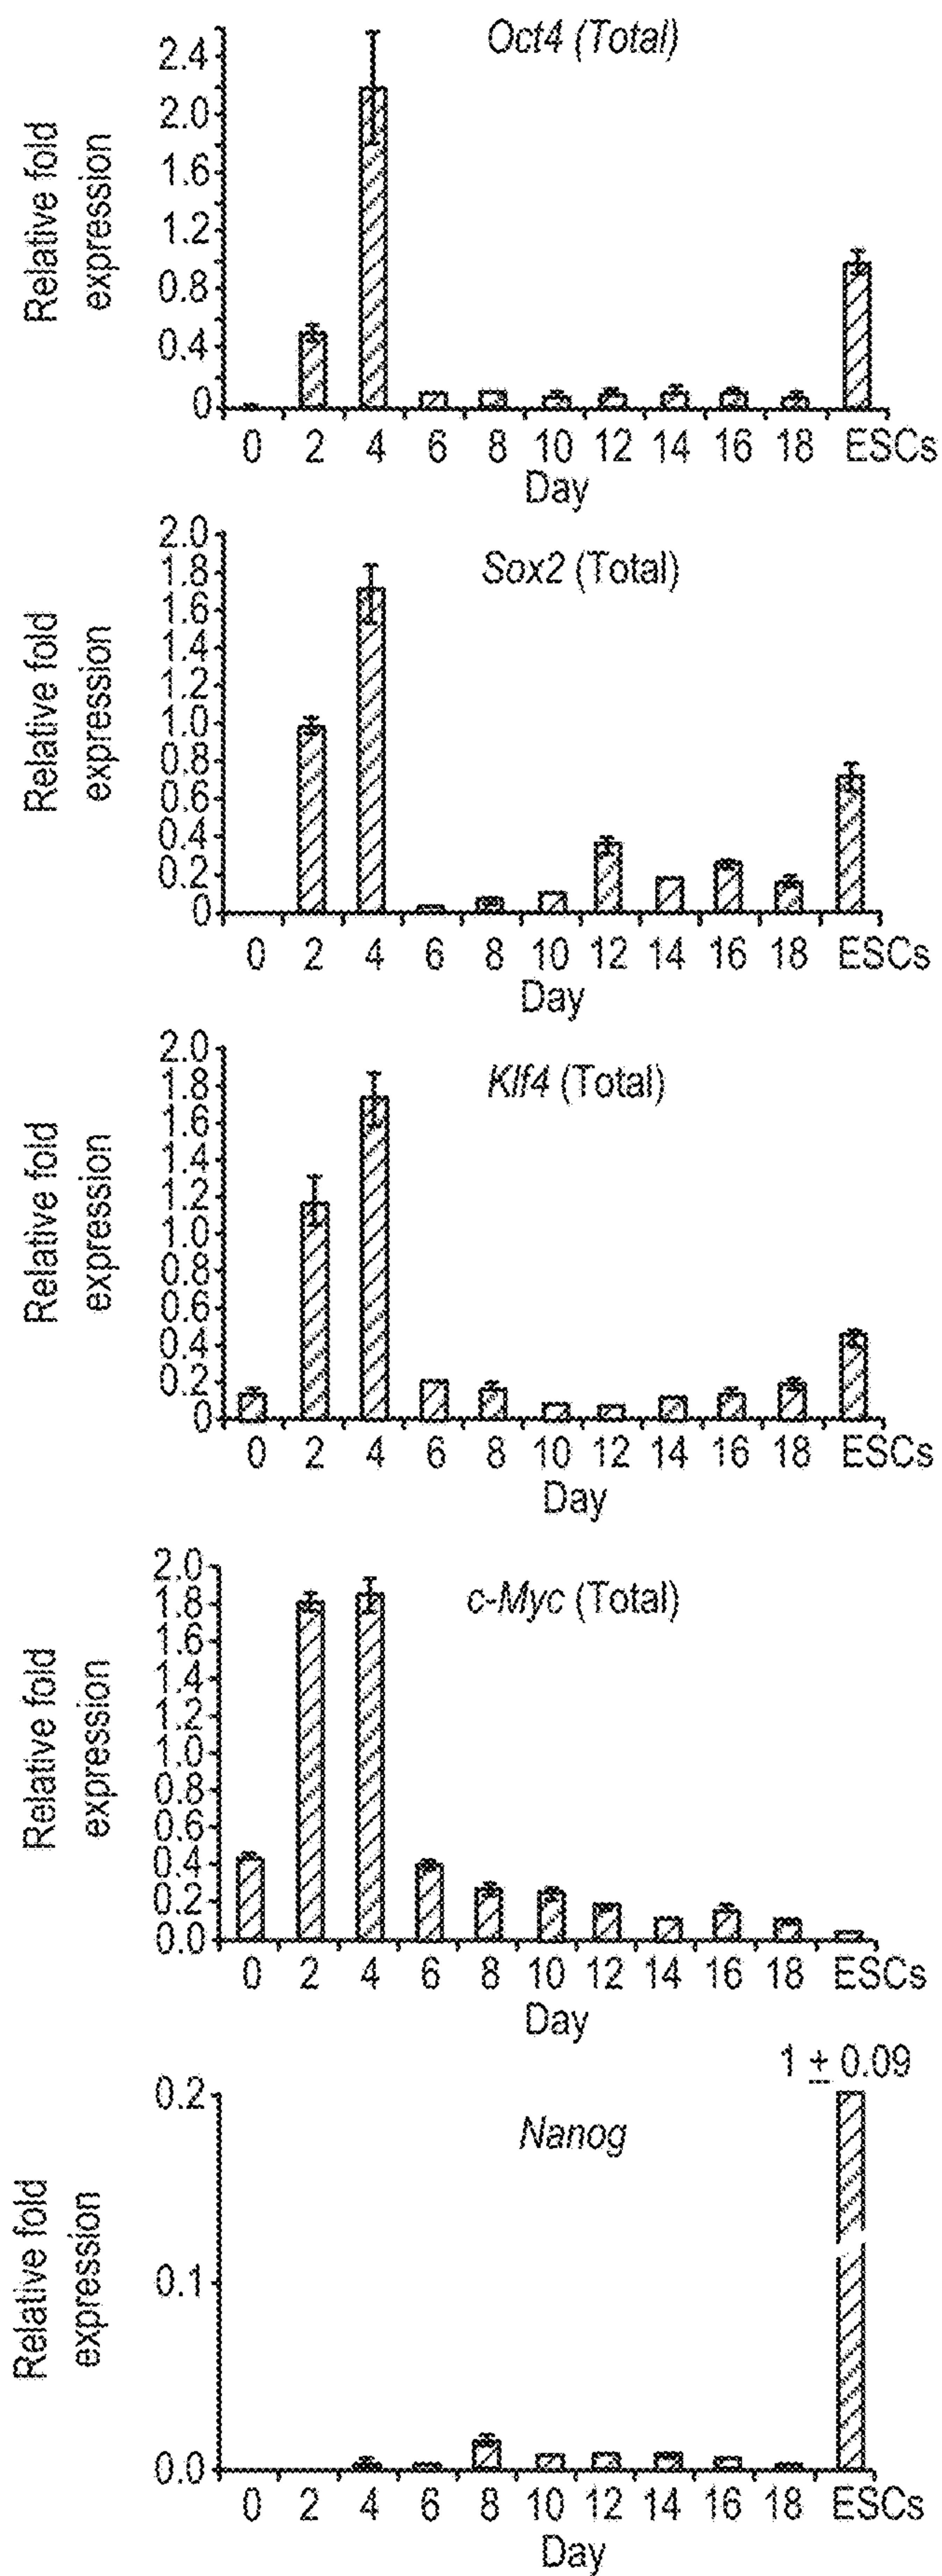 Oct4 (Total)
Relative fold
expression
2.4
2.0
1.6
1.2
0.8
0.4
0
0 2 4 6 8 10 12 14 16 18 ESCs
Day
Sox2 (Total)
Relative fold
expression
2.0
1.8
1.6
1.4
1.2
1.0
0.8
0.6
0.4
0.2
0
0 2 4 6 8 10 12 14 16 18 ESCs
Day
Klf4 (Total)
Relative fold
expression
2.0
1.8
1.6
1.4
1.2
1.0
0.8
0.6
0.4
0.2
0
0 2 4 6 8 10 12 14 16 18 ESCs
Day
c-Myc (Total)
Relative fold
expression
2.0
1.8
1.6
1.4
1.2
1.0
0.8
0.6
0.4
0.2
0.0
0 2 4 6 8 10 12 14 16 18 ESCs
Day
1 ± 0.09
Nanog
Relative fold
expression
0.2
0.1
0.0
0 2 4 6 8 10 12 14 16 18 ESCs
Day